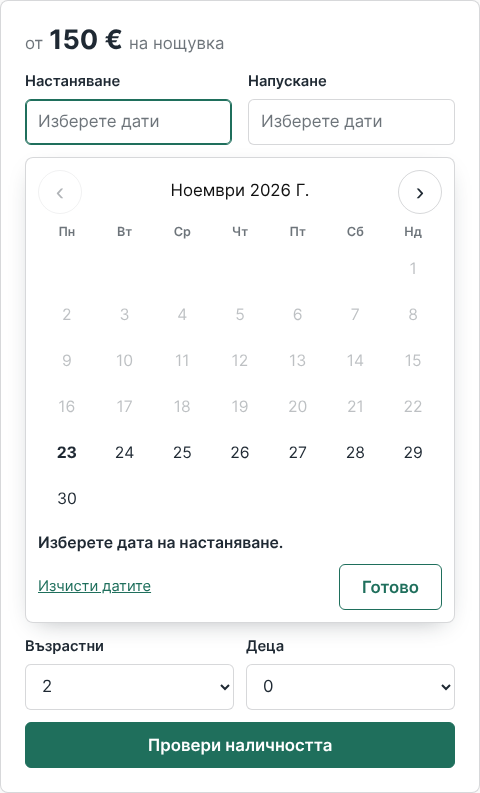 от 150 € на нощувка
Настаняване Напускане
Изберете дати Изберете дати
‹ Ноември 2026 Г. ›
Пн Вт Ср Чт Пт Сб Нд
1
2 3 4 5 6 7 8
9 10 11 12 13 14 15
16 17 18 19 20 21 22
23 24 25 26 27 28 29
30
Изберете дата на настаняване.
Изчисти датите Готово
Възрастни Деца
2 0
Провери наличността